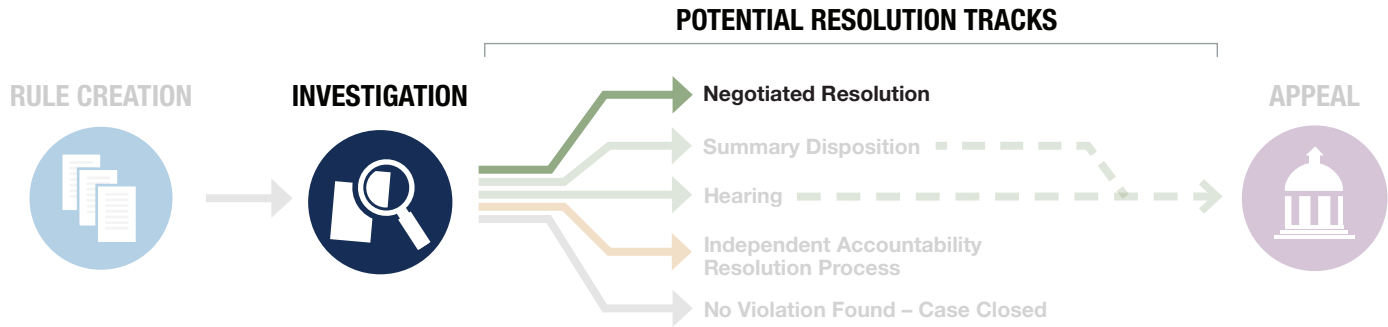 POTENTIAL RESOLUTION TRACKS
RULE CREATION
INVESTIGATION
Negotiated Resolution
APPEAL
Summary Disposition
Hearing
Independent Accountability
Resolution Process
No Violation Found – Case Closed